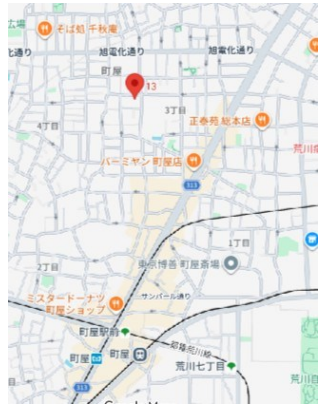 広場
そば処 千秋庵
旭電化通り
旭電化通り
町屋
13
3丁目
正泰苑 総本店
4丁目
荒川
バーミヤン 町屋店
313
1丁目
東京博善 町屋斎場
2丁目
サンパール通り
ミスタードーナツ
町屋ショップ
町屋駅前
都電荒川線
町屋
町屋
荒川七丁目
荒川自
313